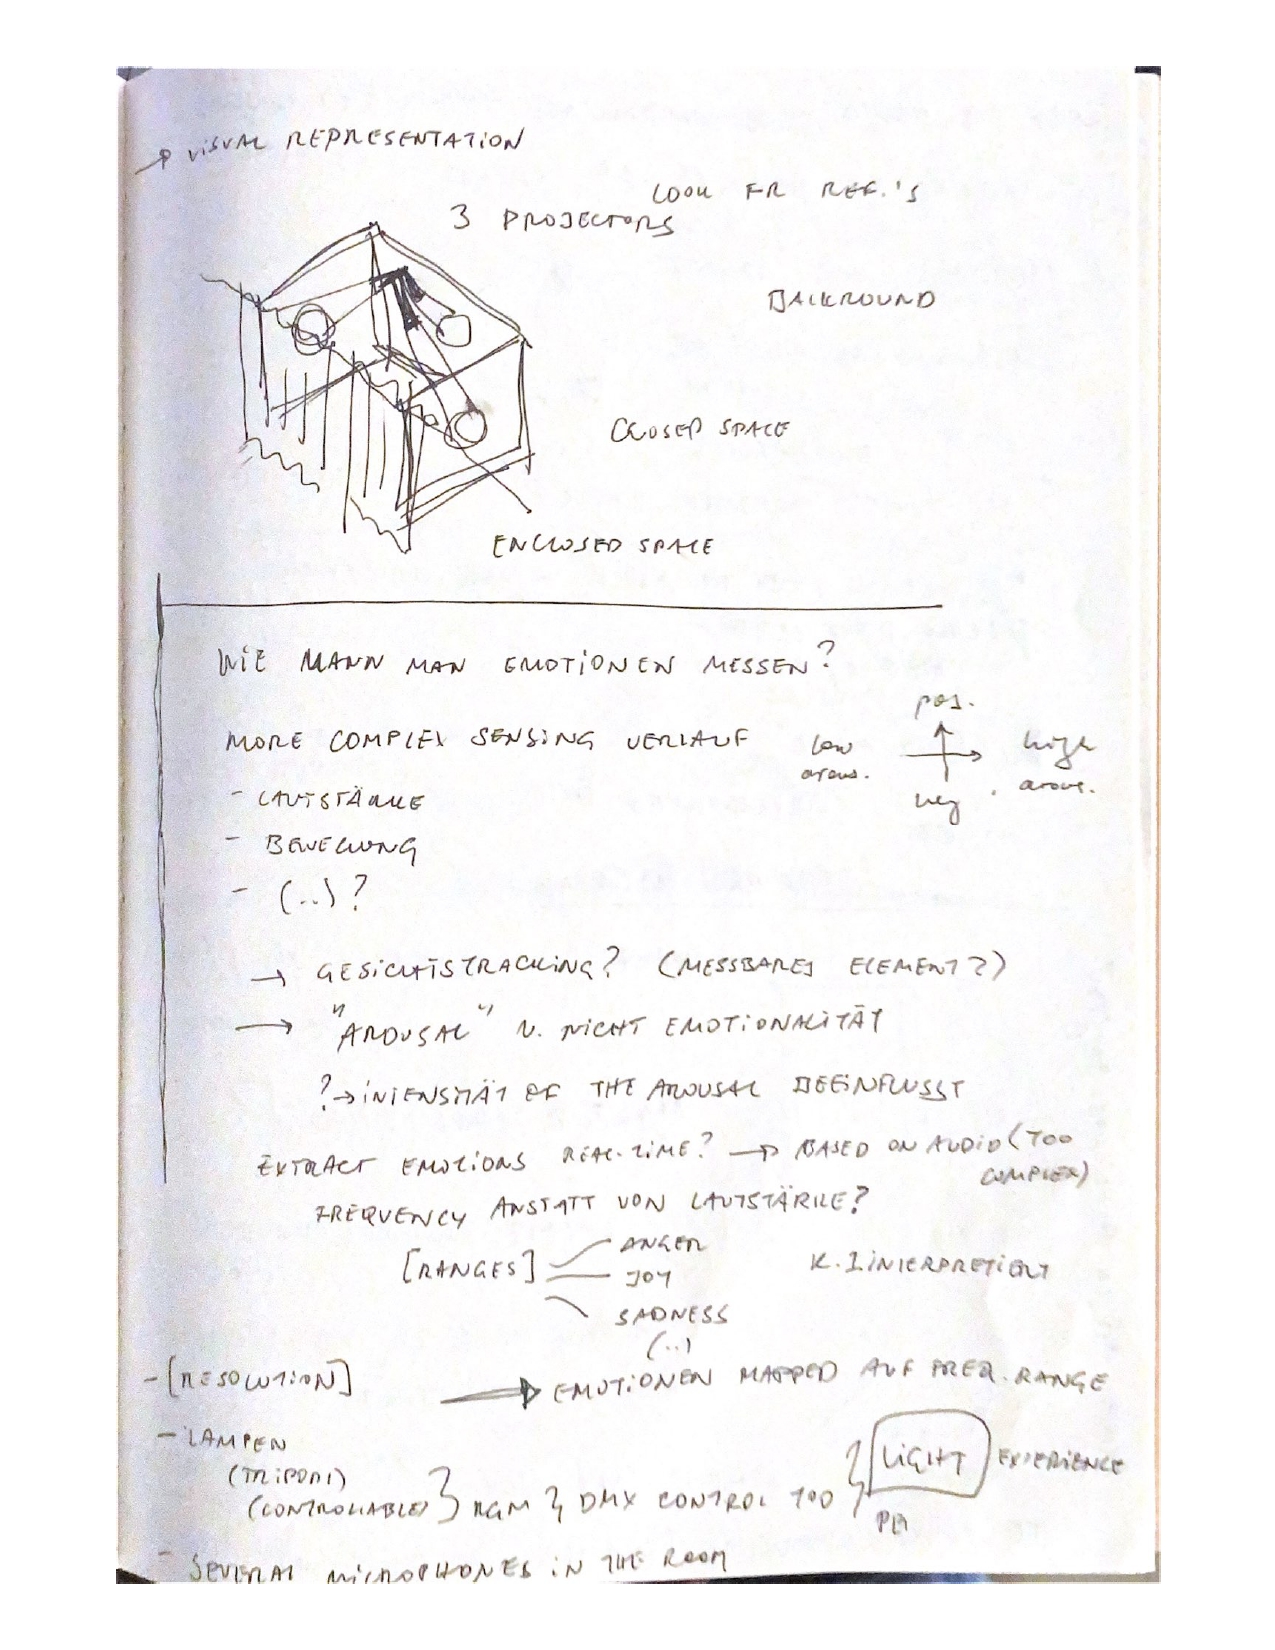 → VISUAL REPRESENTATION
LOOK FR REF.'S
3 PROJECTORS
BACKROUND
CLOSED SPACE
ENCLOSED SPACE
WIE KANN MAN EMOTIONEN MESSEN?
MORE COMPLEX SENSING VERLAUF
- LAUTSTÄRKE
- BEWEGUNG
- (..)?
pos.
low arous.
high arous.
neg.
→ GESICHTSTRACKING? (MESSBARES ELEMENT?)
→ "AROUSAL" U. NICHT EMOTIONALITÄT
? → INTENSITÄT OF THE AROUSAL BEEINFLUSST
EXTRACT EMOTIONS REAL-TIME? → BASED ON AUDIO (TOO
COMPLEX)
FREQUENCY ANSTATT VON LAUTSTÄRKE?
[RANGES]
ANGER
JOY
SADNESS
(..)
K.I INTERPRETIERT
- [RESOLUTION]
→ EMOTIONEN MAPPED AUF FREQ. RANGE
- LAMPEN
(TRIPODI)
(CONTROLLABLE) } } DMX CONTROL TOO } LIGHT EXPERIENCE
- SEVERAL MICROPHONES IN THE ROOM